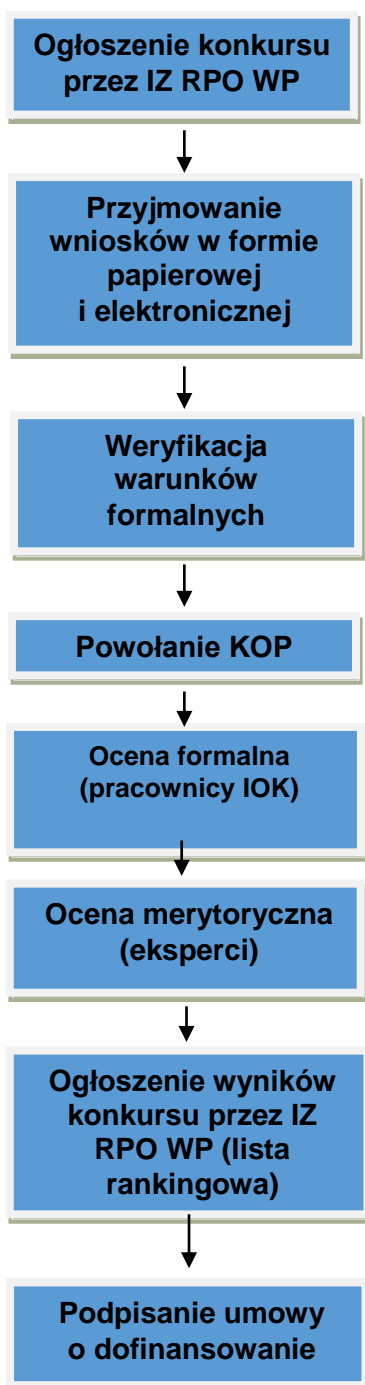 Ogłoszenie konkursu
przez IZ RPO WP
Przyjmowanie
wniosków w formie
papierowej
i elektronicznej
Weryfikacja
warunków
formalnych
Powołanie KOP
Ocena formalna
(pracownicy IOK)
Ocena merytoryczna
(eksperci)
Ogłoszenie wyników
konkursu przez IZ
RPO WP (lista
rankingowa)
Podpisanie umowy
o dofinansowanie